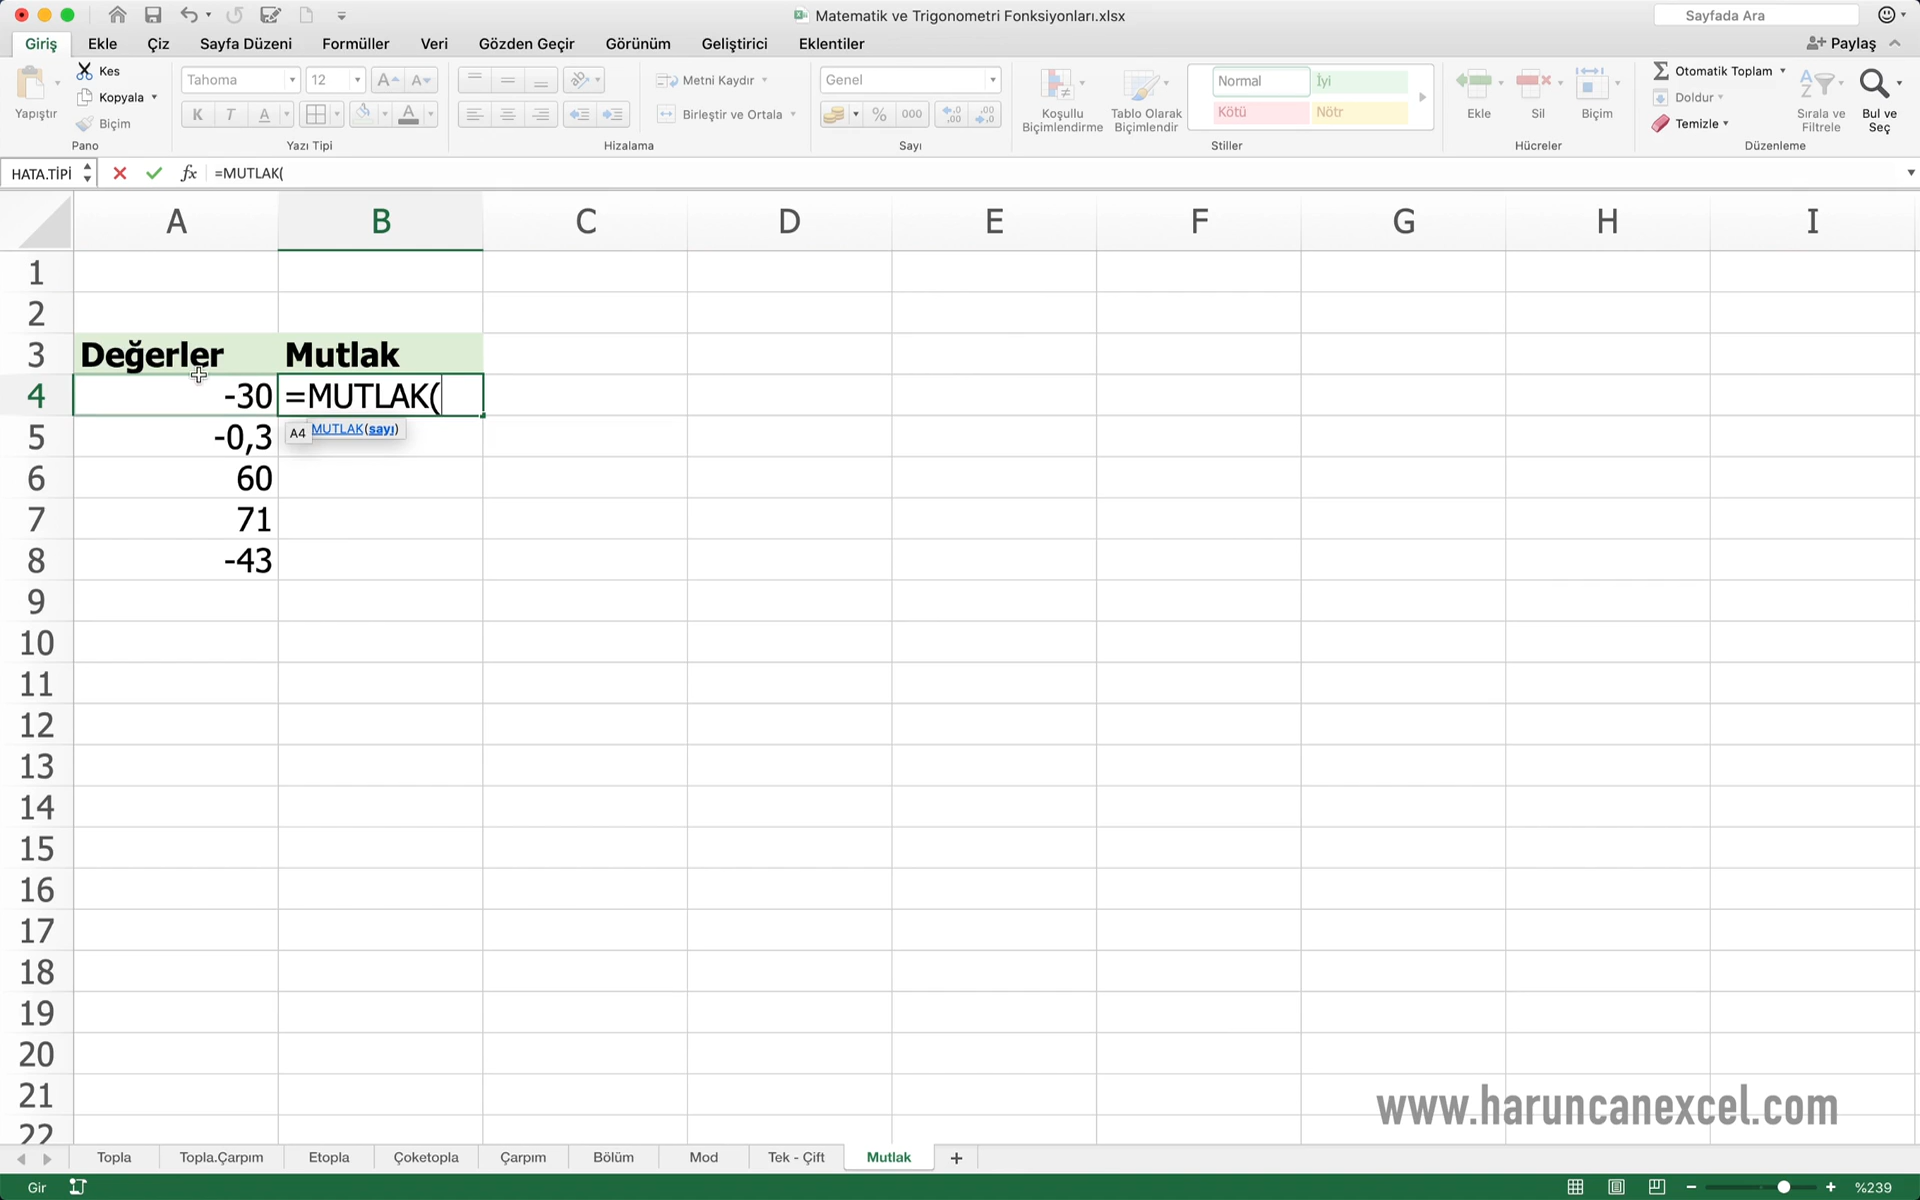 Matematik ve Trigonometri Fonksiyonları.xlsx
Sayfada Ara
Giriş Ekle Çiz Sayfa Düzeni Formüller Veri Gözden Geçir Görünüm Geliştirici Eklentiler
Paylaş
Yapıştır
Kes
Kopyala
Biçim
Pano
Tahoma 12
K T A
Yazı Tipi
Metni Kaydır
Birleştir ve Ortala
Hizalama
Genel
% 000
Sayı
Koşullu
Biçimlendirme
Tablo Olarak
Biçimlendir
Normal İyi
Kötü Nötr
Stiller
Ekle Sil Biçim
Hücreler
Otomatik Toplam
Doldur
Temizle
Sırala ve
Filtrele
Bul ve
Seç
Düzenleme
HATA.TİPİ fx =MUTLAK(
A B C D E F G H I
1
2
3 Değerler Mutlak
4 -30 =MUTLAK(
A4 MUTLAK(sayı)
5 -0,3
6 60
7 71
8 -43
9
10
11
12
13
14
15
16
17
18
19
20
21
22
www.haruncanexcel.com
Topla Topla.Çarpım Etopla Çoketopla Çarpım Bölüm Mod Tek - Çift Mutlak +
Gir
%239